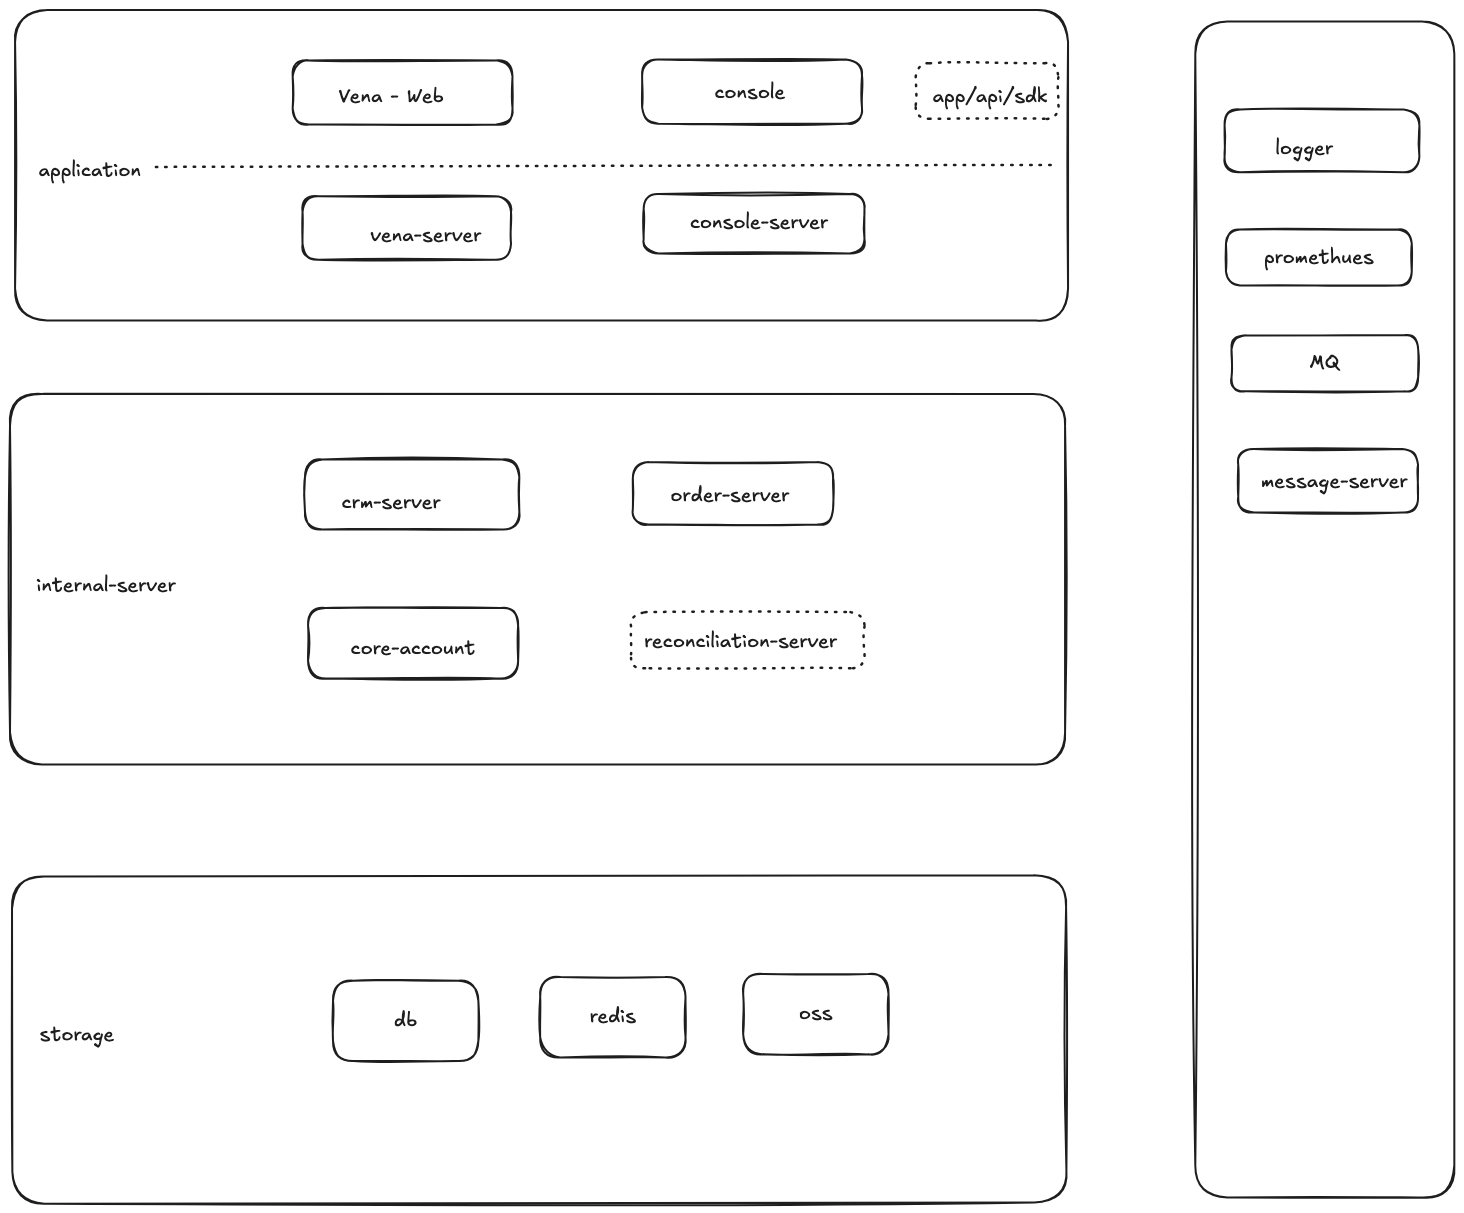 Vena - Web
console
app/api/sdk
application
vena-server
console-server
crm-server
order-server
internal-server
core-account
reconciliation-server
storage
db
redis
oss
logger
promethues
MQ
message-server